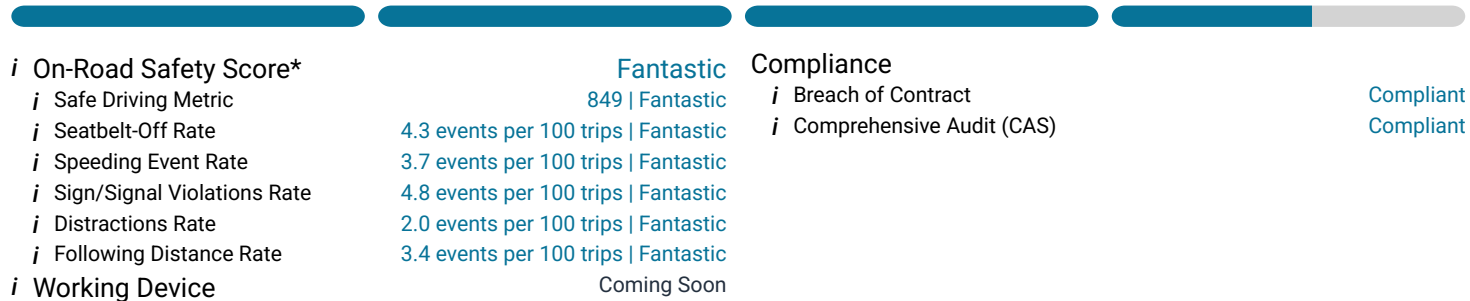 i On-Road Safety Score* Fantastic
i Safe Driving Metric 849 | Fantastic
i Seatbelt-Off Rate 4.3 events per 100 trips | Fantastic
i Speeding Event Rate 3.7 events per 100 trips | Fantastic
i Sign/Signal Violations Rate 4.8 events per 100 trips | Fantastic
i Distractions Rate 2.0 events per 100 trips | Fantastic
i Following Distance Rate 3.4 events per 100 trips | Fantastic
i Working Device Coming Soon
Compliance
i Breach of Contract Compliant
i Comprehensive Audit (CAS) Compliant